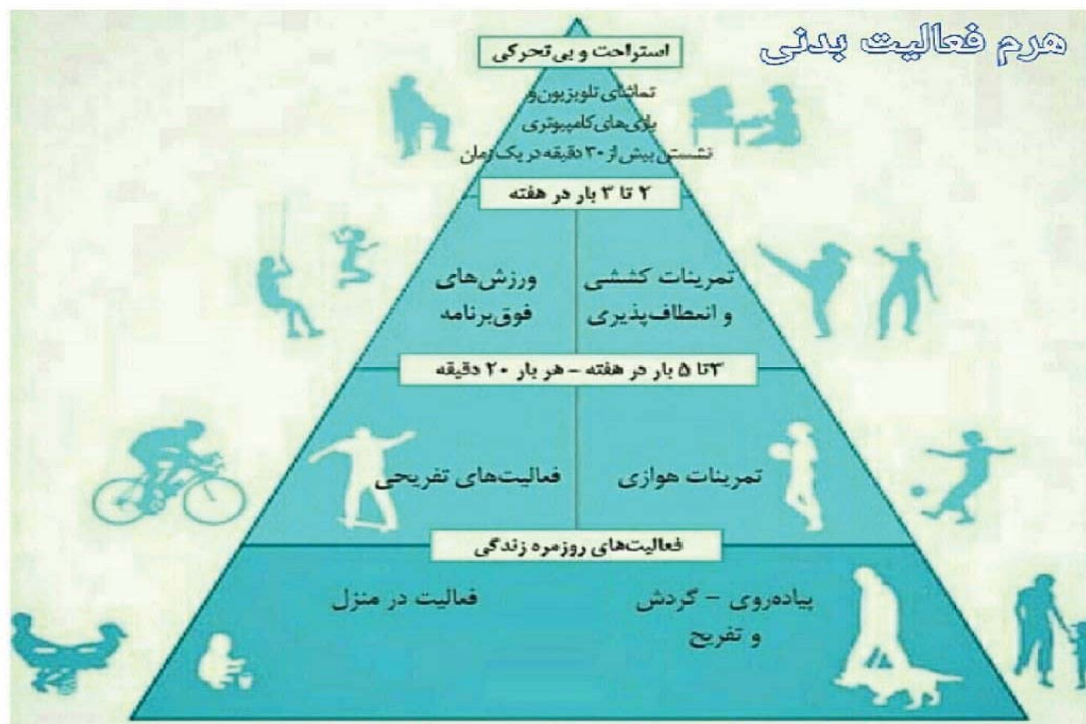 هرم فعالیت بدنی
استراحت و بی تحرکی
تماشای تلویزیون و
بازی‌های کامپیوتری
نشستن بیش از ۳۰ دقیقه در یک زمان
۲ تا ۳ بار در هفته
تمرینات کششی
و انعطاف‌پذیری
ورزش‌های
فوق‌برنامه
۳ تا ۵ بار در هفته - هر بار ۲۰ دقیقه
تمرینات هوازی
فعالیت‌های تفریحی
فعالیت‌های روزمره زندگی
پیاده‌روی - گردش
و تفریح
فعالیت در منزل